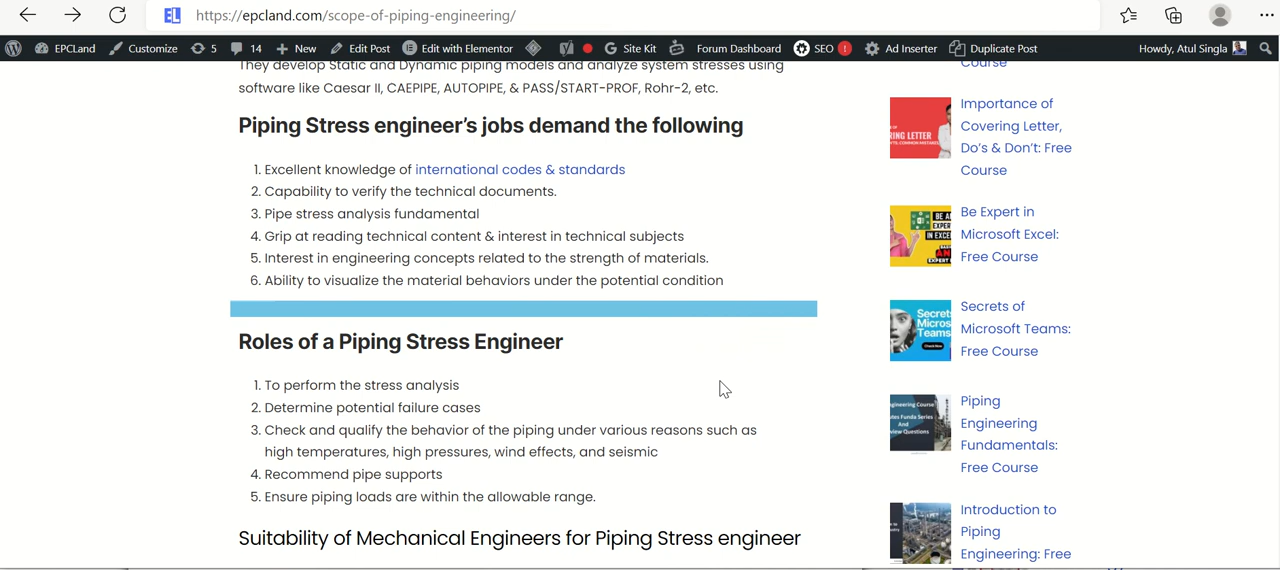 https://epcland.com/scope-of-piping-engineering/
EPCLand Customize 5 14 New Edit Post Edit with Elementor Site Kit Forum Dashboard SEO ! Ad Inserter Duplicate Post Howdy, Atul Singla
They develop Static and Dynamic piping models and analyze system stresses using
software like Caesar II, CAEPIPE, AUTOPIPE, & PASS/START-PROF, Rohr-2, etc.
Piping Stress engineer’s jobs demand the following
1. Excellent knowledge of international codes & standards
2. Capability to verify the technical documents.
3. Pipe stress analysis fundamental
4. Grip at reading technical content & interest in technical subjects
5. Interest in engineering concepts related to the strength of materials.
6. Ability to visualize the material behaviors under the potential condition
Roles of a Piping Stress Engineer
1. To perform the stress analysis
2. Determine potential failure cases
3. Check and qualify the behavior of the piping under various reasons such as
high temperatures, high pressures, wind effects, and seismic
4. Recommend pipe supports
5. Ensure piping loads are within the allowable range.
Suitability of Mechanical Engineers for Piping Stress engineer
Course
RING LETTER
Importance of
Covering Letter,
Do’s & Don’t: Free
Course
Be Expert in
Microsoft Excel:
Free Course
Secrets of
Microsoft Teams:
Free Course
Piping
Engineering
Fundamentals:
Free Course
Introduction to
Piping
Engineering: Free